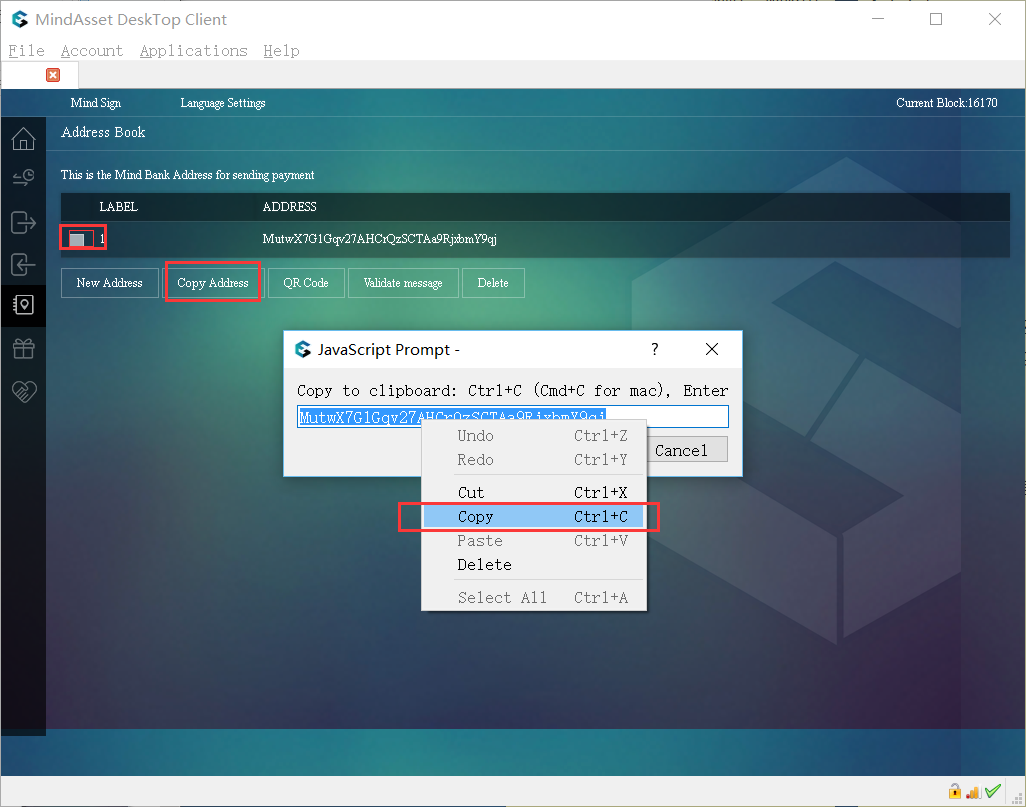 MindAsset DeskTop Client
File Account Applications Help
Mind Sign Language Settings Current Block:16170
Address Book
This is the Mind Bank Address for sending payment
LABEL ADDRESS
1 MutwX7G1Gqv27AHCrQzSCTAa9RjxbmY9qj
New Address Copy Address QR Code Validate message Delete
JavaScript Prompt - ?
Copy to clipboard: Ctrl+C (Cmd+C for mac), Enter
MutwX7G1Gqv27AHCrQzSCTAa9RjxbmY9qj
Cancel
Undo Ctrl+Z
Redo Ctrl+Y
Cut Ctrl+X
Copy Ctrl+C
Paste Ctrl+V
Delete
Select All Ctrl+A